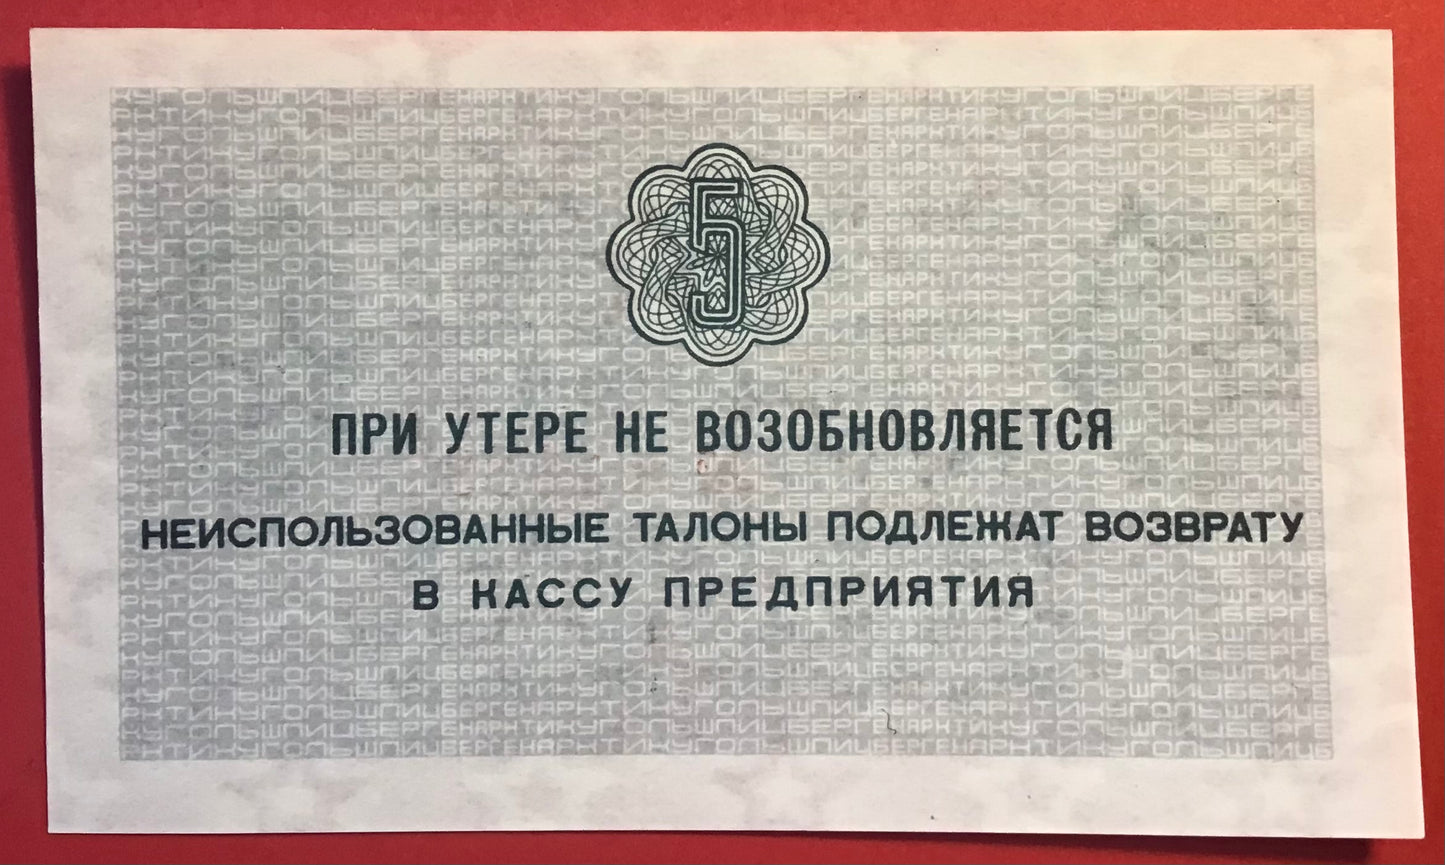 5
ПРИ УТЕРЕ НЕ ВОЗОБНОВЛЯЕТСЯ
НЕИСПОЛЬЗОВАННЫЕ ТАЛОНЫ ПОДЛЕЖАТ ВОЗВРАТУ
В КАССУ ПРЕДПРИЯТИЯ